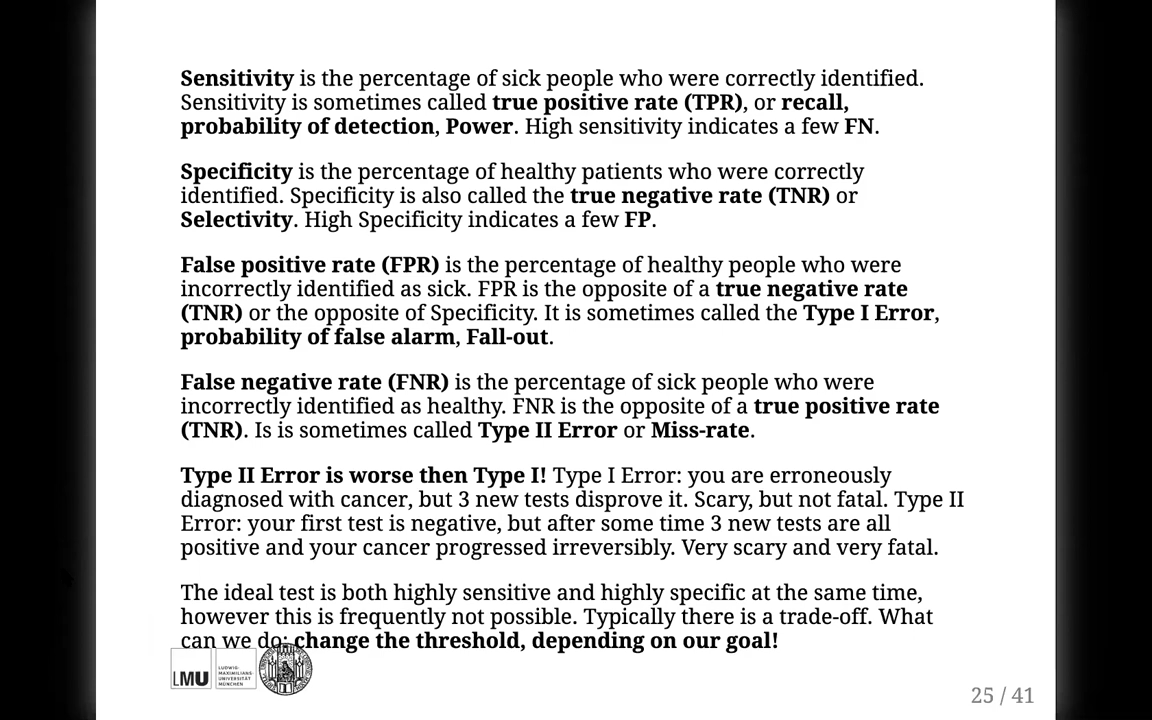 Sensitivity is the percentage of sick people who were correctly identified.
Sensitivity is sometimes called true positive rate (TPR), or recall,
probability of detection, Power. High sensitivity indicates a few FN.
Specificity is the percentage of healthy patients who were correctly
identified. Specificity is also called the true negative rate (TNR) or
Selectivity. High Specificity indicates a few FP.
False positive rate (FPR) is the percentage of healthy people who were
incorrectly identified as sick. FPR is the opposite of a true negative rate
(TNR) or the opposite of Specificity. It is sometimes called the Type I Error,
probability of false alarm, Fall-out.
False negative rate (FNR) is the percentage of sick people who were
incorrectly identified as healthy. FNR is the opposite of a true positive rate
(TNR). Is is sometimes called Type II Error or Miss-rate.
Type II Error is worse then Type I! Type I Error: you are erroneously
diagnosed with cancer, but 3 new tests disprove it. Scary, but not fatal. Type II
Error: your first test is negative, but after some time 3 new tests are all
positive and your cancer progressed irreversibly. Very scary and very fatal.
The ideal test is both highly sensitive and highly specific at the same time,
however this is frequently not possible. Typically there is a trade-off. What
can we do: change the threshold, depending on our goal!
LMU
LUDWIG-
MAXIMILIANS-
UNIVERSITÄT
MÜNCHEN
25 / 41